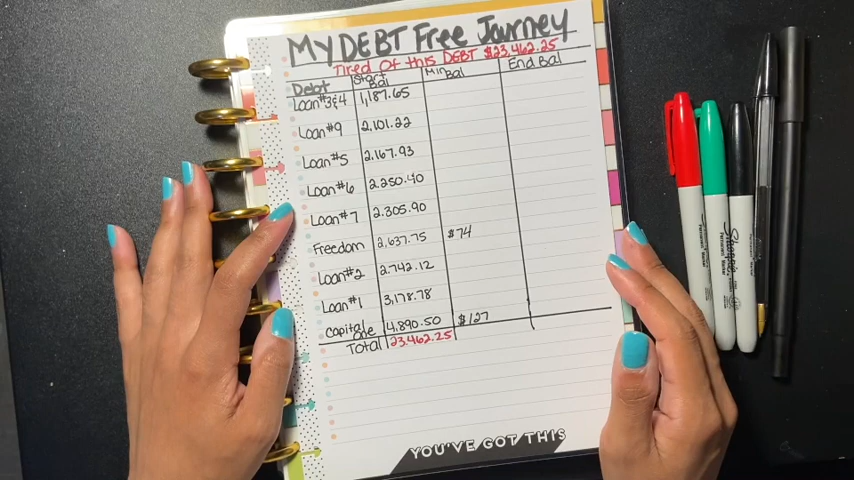 MY DEBT Free Journey
Tired Of this DEBT $23,462.25
Debt Start Bal Min Bal End Bal
Loan#3&4 1,187.65
Loan#9 2,101.22
Loan#5 2,167.93
Loan#6 2,250.40
Loan#7 2,305.90
Freedom 2,637.75 $74
Loan#2 2,742.12
Loan#1 3,178.78
Capital One 4,890.50 $127
Total 23,462.25
YOU'VE GOT THIS
Sharpie